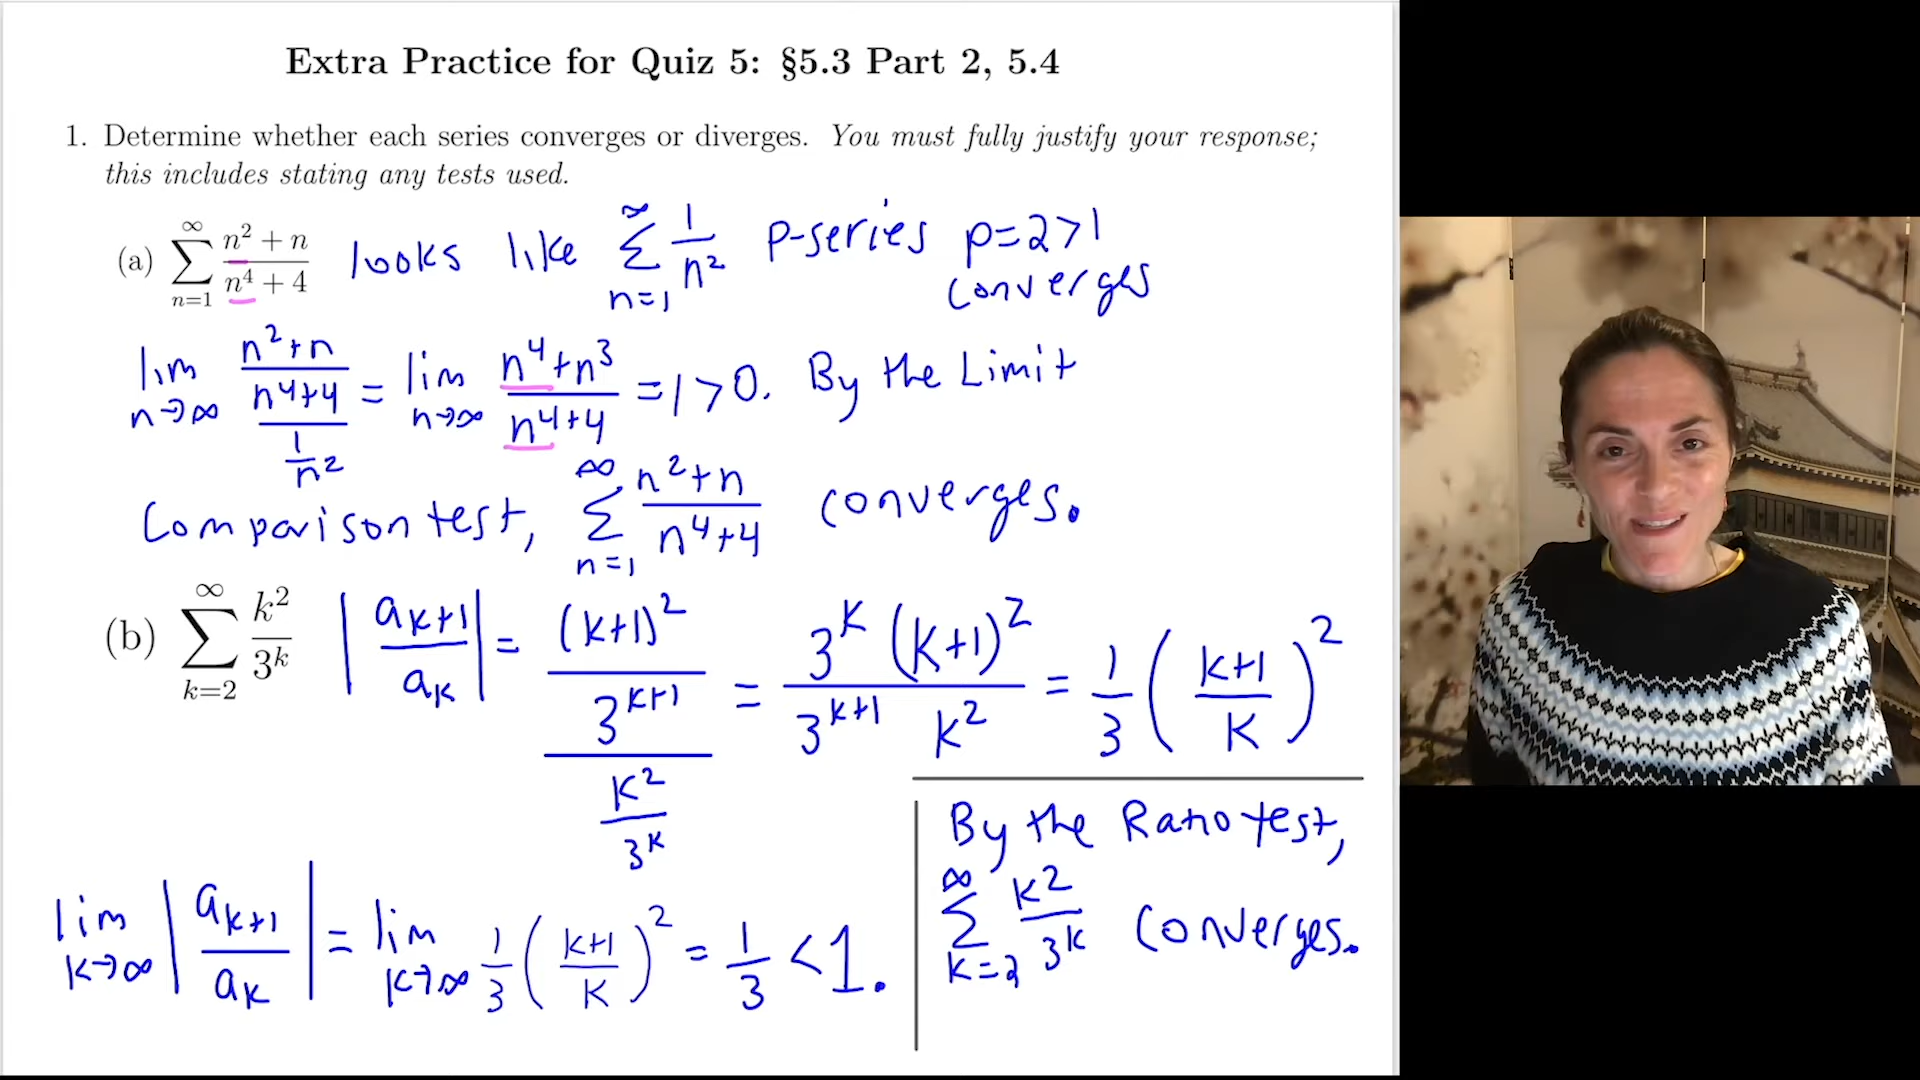 Extra Practice for Quiz 5: §5.3 Part 2, 5.4
1. Determine whether each series converges or diverges. You must fully justify your response;
this includes stating any tests used.
(a) ∑_{n=1}^{∞} (n² + n)/(n⁴ + 4) looks like ∑_{n=1}^{∞} 1/n² p-series p=2>1
converges
lim_{n→∞} ((n²+n)/(n⁴+4))/(1/n²) = lim_{n→∞} (n⁴+n³)/(n⁴+4) = 1 > 0. By the Limit
Comparison test, ∑_{n=1}^{∞} (n²+n)/(n⁴+4) converges.
(b) ∑_{k=2}^{∞} k²/3^k |a_{k+1}/a_k| = ((k+1)²/3^{k+1})/(k²/3^k) = (3^k (k+1)²)/(3^{k+1} k²) = 1/3 ((k+1)/k)²
lim_{k→∞} |a_{k+1}/a_k| = lim_{k→∞} 1/3 ((k+1)/k)² = 1/3 < 1.
By the Ratio test,
∑_{k=2}^{∞} k²/3^k converges.